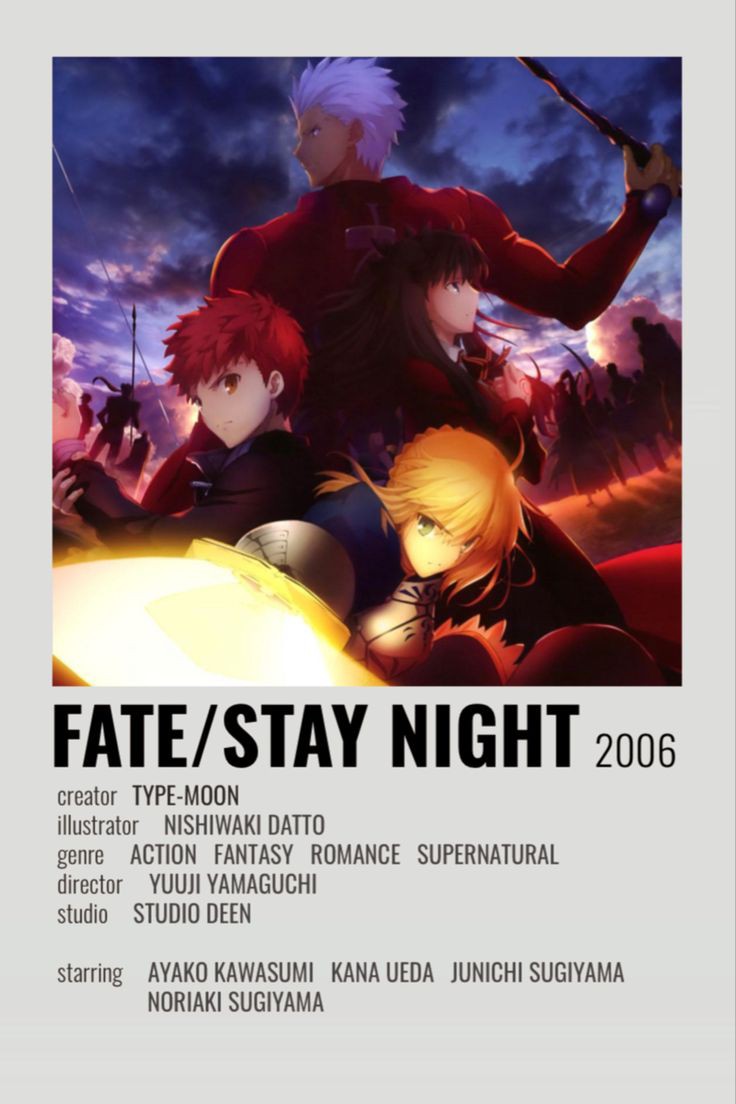 FATE/STAY NIGHT 2006
creator TYPE-MOON
illustrator NISHIWAKI DATTO
genre ACTION FANTASY ROMANCE SUPERNATURAL
director YUUJI YAMAGUCHI
studio STUDIO DEEN
starring AYAKO KAWASUMI KANA UEDA JUNICHI SUGIYAMA
NORIAKI SUGIYAMA